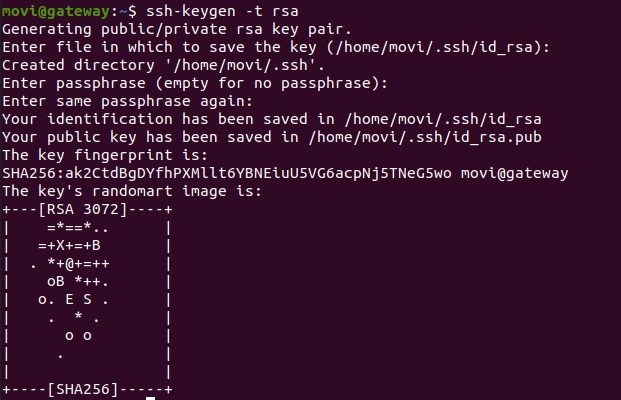 movi@gateway:~$ ssh-keygen -t rsa
Generating public/private rsa key pair.
Enter file in which to save the key (/home/movi/.ssh/id_rsa):
Created directory '/home/movi/.ssh'.
Enter passphrase (empty for no passphrase):
Enter same passphrase again:
Your identification has been saved in /home/movi/.ssh/id_rsa
Your public key has been saved in /home/movi/.ssh/id_rsa.pub
The key fingerprint is:
SHA256:ak2CtdBgDYfhPXMllt6YBNEiuU5VG6acpNj5TNeG5wo movi@gateway
The key's randomart image is:
+---[RSA 3072]----+
|    =*==*..      |
|   =+X+=+B       |
|  . *+@+=++      |
|    oB *++.      |
|   o. E S .      |
|    .  * .       |
|      o o        |
|     .           |
|                 |
+----[SHA256]-----+